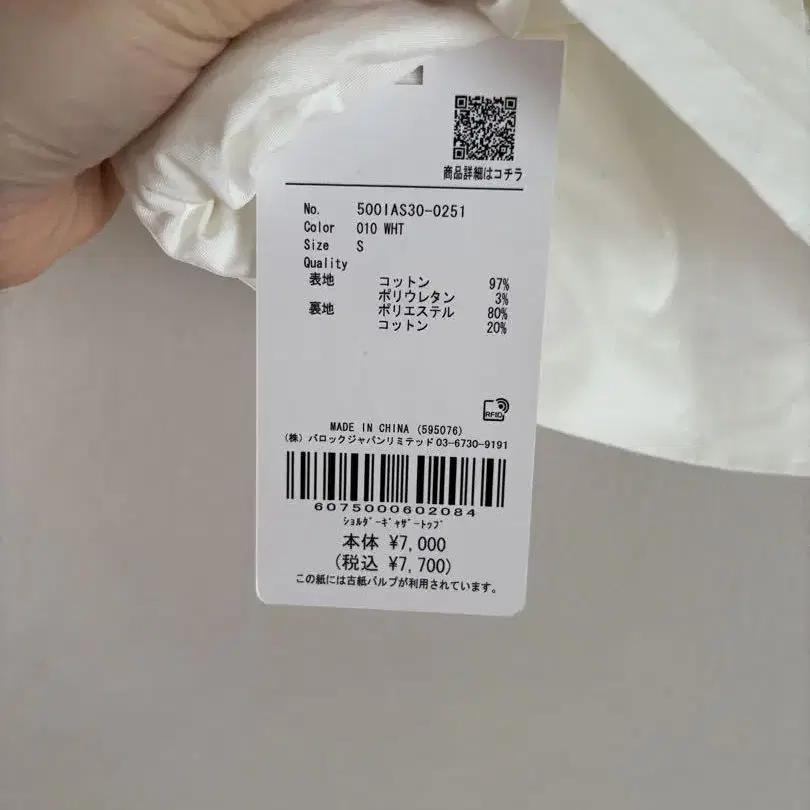 商品詳細はコチラ
No. 500IAS30-0251
Color 010 WHT
Size S
Quality
表地 コットン 97%
ポリウレタン 3%
裏地 ポリエステル 80%
コットン 20%
RFID
MADE IN CHINA (595076)
(株) バロックジャパンリミテッド 03-6730-9191
6075000602084
ｼｮﾙﾀﾞｰｷﾞｬｻﾞｰﾄｯﾌﾟ
本体 ¥7,000
(税込 ¥7,700)
この紙には古紙パルプが利用されています。